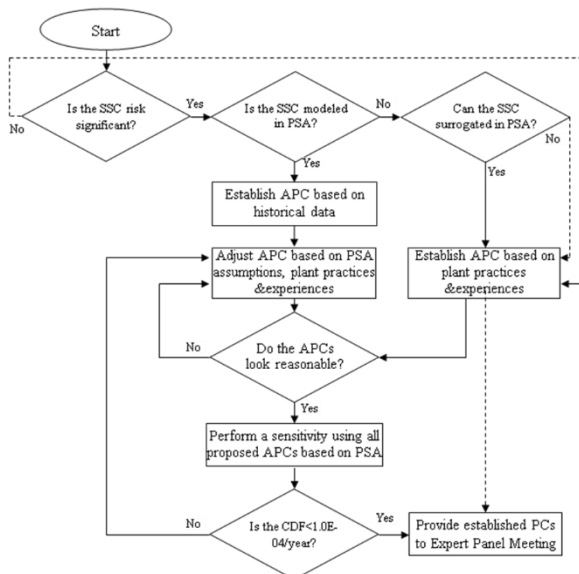 Start
Is the SSC risk
significant?
Yes
No
Is the SSC modeled
in PSA?
No
Yes
Can the SSC
surrogated in PSA?
No
Yes
Establish APC based on
historical data
Adjust APC based on PSA
assumptions, plant practices
&experiences
Establish APC based on
plant practices
&experiences
No
Do the APCs
look reasonable?
Yes
Perform a sensitivity using all
proposed APCs based on PSA
No
Is the CDF<1.0E-
04/year?
Yes
Provide established PCs
to Expert Panel Meeting